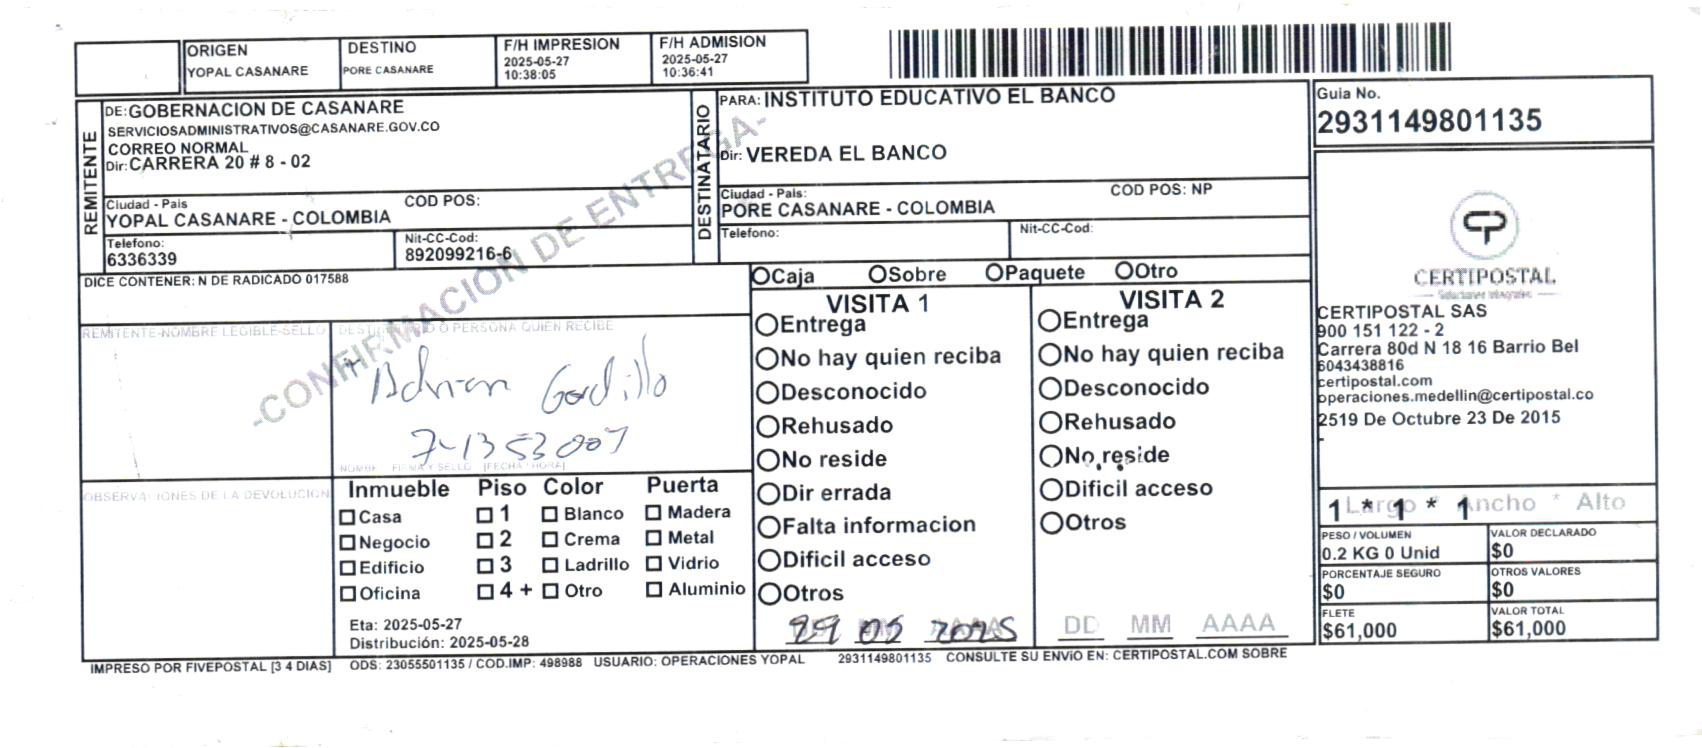 ORIGEN
YOPAL CASANARE
DESTINO
PORE CASANARE
F/H IMPRESION
2025-05-27
10:38:05
F/H ADMISION
2025-05-27
10:36:41
REMITENTE
DE: GOBERNACION DE CASANARE
SERVICIOSADMINISTRATIVOS@CASANARE.GOV.CO
CORREO NORMAL
Dir: CARRERA 20 # 8 - 02
Ciudad - Pais
COD POS:
YOPAL CASANARE - COLOMBIA
Telefono:
6336339
Nit-CC-Cod:
892099216-6
DESTINATARIO
PARA: INSTITUTO EDUCATIVO EL BANCO
Dir: VEREDA EL BANCO
Ciudad - Pais:
COD POS: NP
PORE CASANARE - COLOMBIA
Telefono:
Nit-CC-Cod:
Guia No.
2931149801135
-CONFIRMACION DE ENTREGA-
DICE CONTENER: N DE RADICADO 017588
REMITENTE-NOMBRE LEGIBLE-SELLO
DESTINATARIO O PERSONA QUIEN RECIBE
Adrian Gordillo
7-1353007
NOMBRE FIRMA Y SELLO [FECHA / HORA]
OBSERVACIONES DE LA DEVOLUCION
Inmueble Piso Color Puerta
Casa 1 Blanco Madera
Negocio 2 Crema Metal
Edificio 3 Ladrillo Vidrio
Oficina 4 + Otro Aluminio
Eta: 2025-05-27
Distribución: 2025-05-28
Caja Sobre Paquete Otro
VISITA 1
Entrega
No hay quien reciba
Desconocido
Rehusado
No reside
Dir errada
Falta informacion
Dificil acceso
Otros
29 05 2025
VISITA 2
Entrega
No hay quien reciba
Desconocido
Rehusado
No reside
Dificil acceso
Otros
DD MM AAAA
CERTIPOSTAL
Soluciones Integrales
CERTIPOSTAL SAS
900 151 122 - 2
Carrera 80d N 18 16 Barrio Bel
6043438816
certipostal.com
operaciones.medellin@certipostal.co
2519 De Octubre 23 De 2015
-
Largo * Ancho * Alto
1 * 1 * 1
PESO / VOLUMEN
0.2 KG 0 Unid
VALOR DECLARADO
$0
PORCENTAJE SEGURO
$0
OTROS VALORES
$0
FLETE
$61,000
VALOR TOTAL
$61,000
IMPRESO POR FIVEPOSTAL [3 4 DIAS] ODS: 23055501135 / COD.IMP: 498988 USUARIO: OPERACIONES YOPAL 2931149801135 CONSULTE SU ENVíO EN: CERTIPOSTAL.COM SOBRE